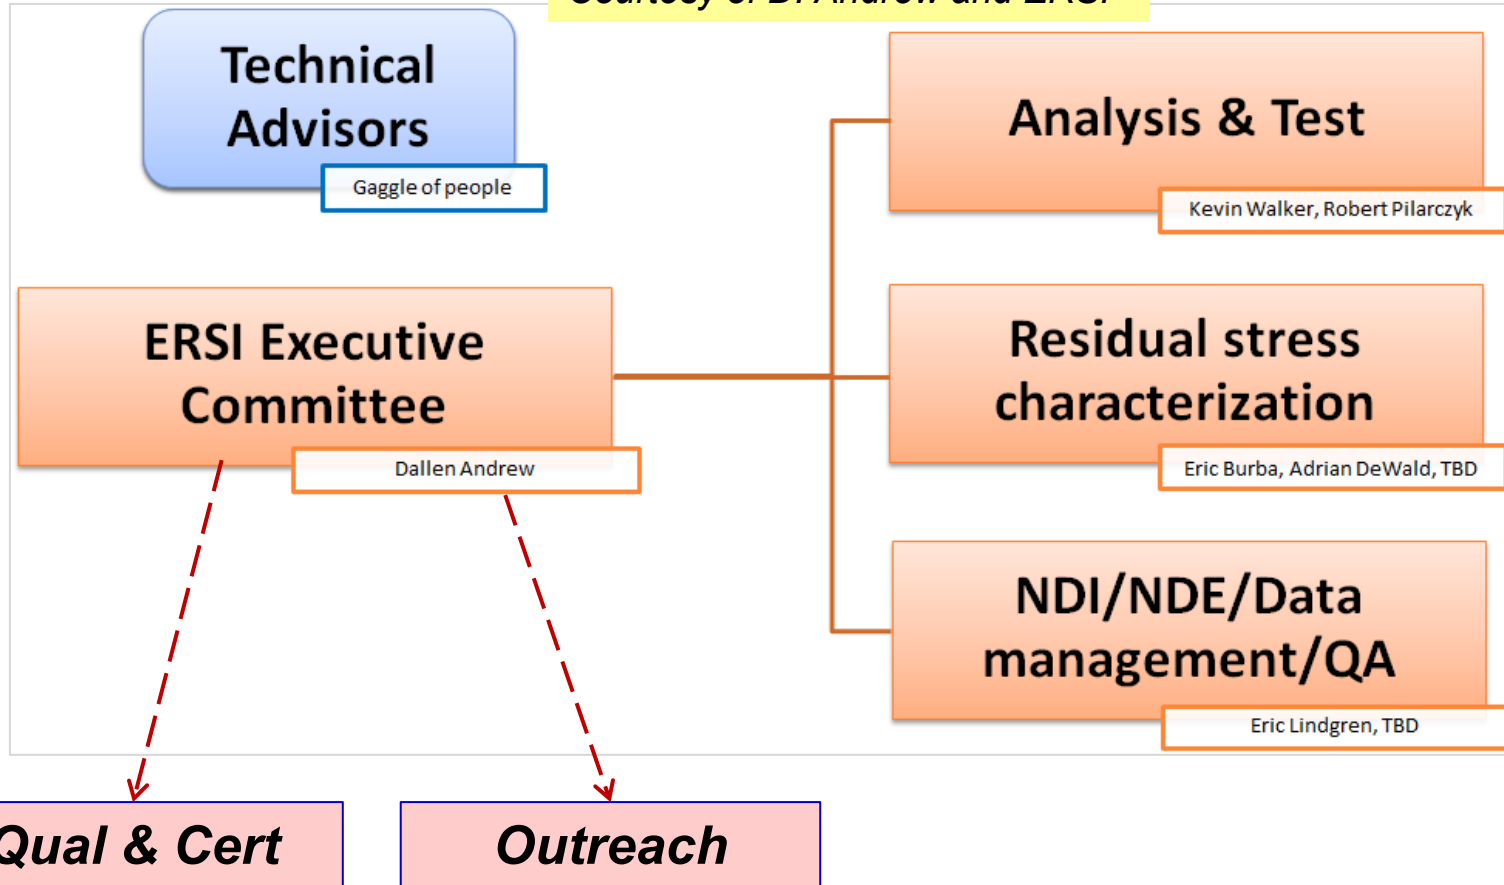 Technical
Advisors
Gaggle of people
Analysis & Test
Kevin Walker, Robert Pilarczyk
ERSI Executive
Committee
Dallen Andrew
Residual stress
characterization
Eric Burba, Adrian DeWald, TBD
NDI/NDE/Data
management/QA
Eric Lindgren, TBD
Qual & Cert
Outreach